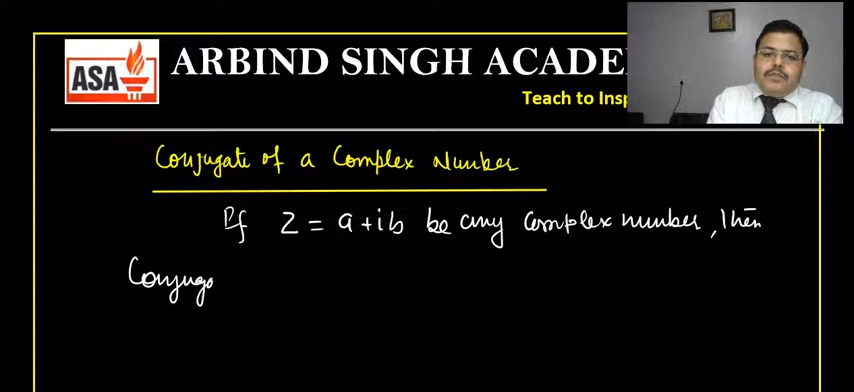 ASA
ARBIND SINGH ACADE
Teach to Insp
Conjugate of a Complex Number
If Z = a + ib be any complex number, then
Conjuga